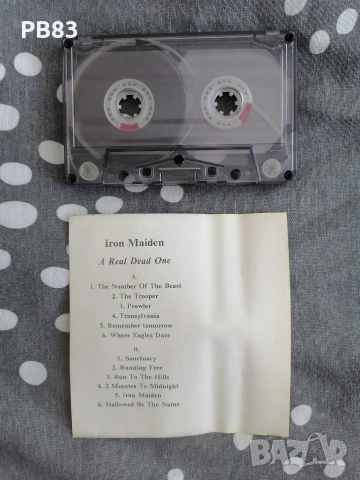 PB83
Iron Maiden
A Real Dead One
A.
1. The Number Of The Beast
2. The Trooper
3. Prowler
4. Transylvania
5. Remember tomorrow
6. Where Eagles Dare
B.
1. Sanctuary
2. Running Free
3. Run To The Hills
4. 2 Minutes To Midnight
5. Iron Maiden
6. Hallowed Be The Name
BAZAR